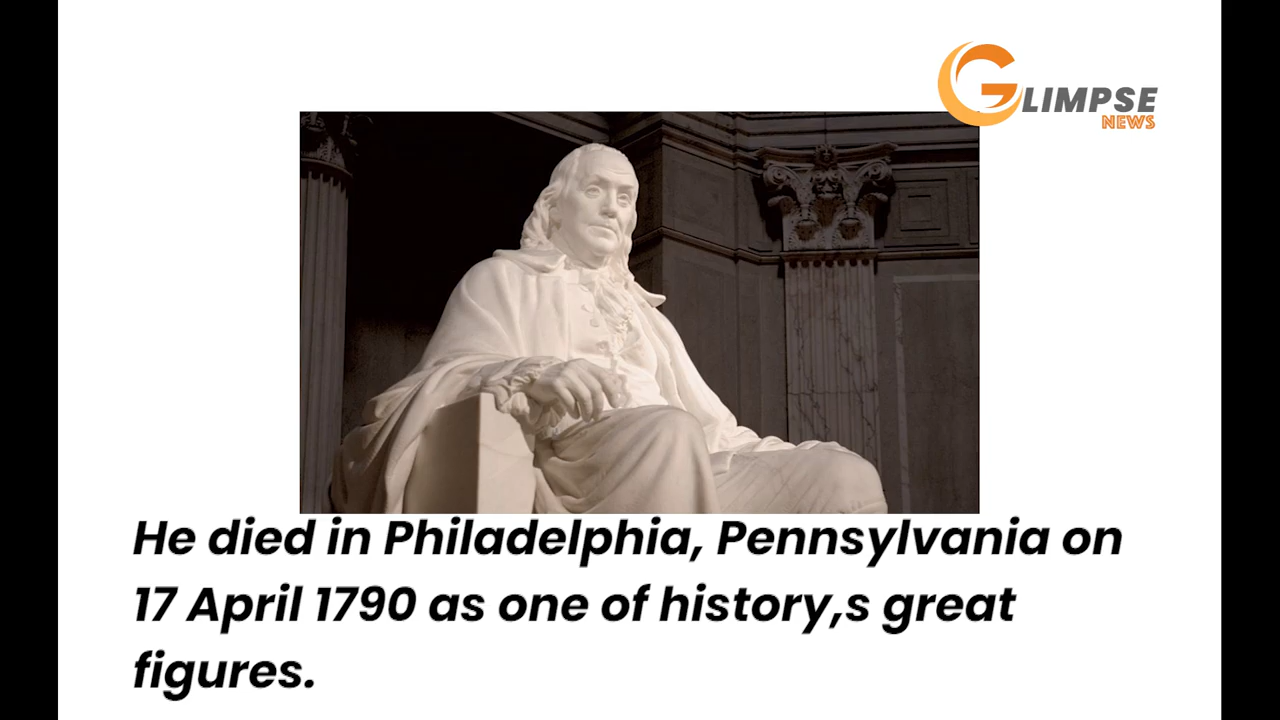 GLIMPSE
NEWS
He died in Philadelphia, Pennsylvania on
17 April 1790 as one of history,s great
figures.